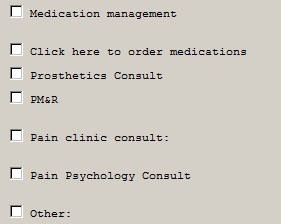 Medication management
Click here to order medications
Prosthetics Consult
PM&R
Pain clinic consult:
Pain Psychology Consult
Other: